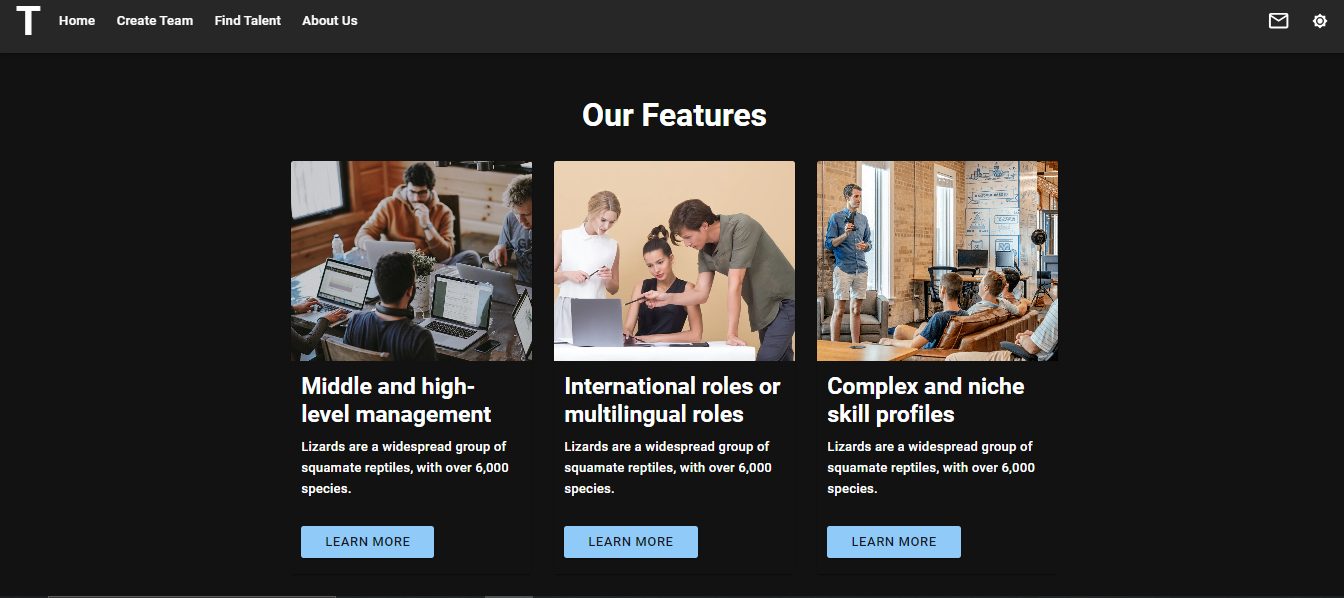 T Home Create Team Find Talent About Us
Our Features
Middle and high-
level management
Lizards are a widespread group of
squamate reptiles, with over 6,000
species.
LEARN MORE
International roles or
multilingual roles
Lizards are a widespread group of
squamate reptiles, with over 6,000
species.
LEARN MORE
Complex and niche
skill profiles
Lizards are a widespread group of
squamate reptiles, with over 6,000
species.
LEARN MORE